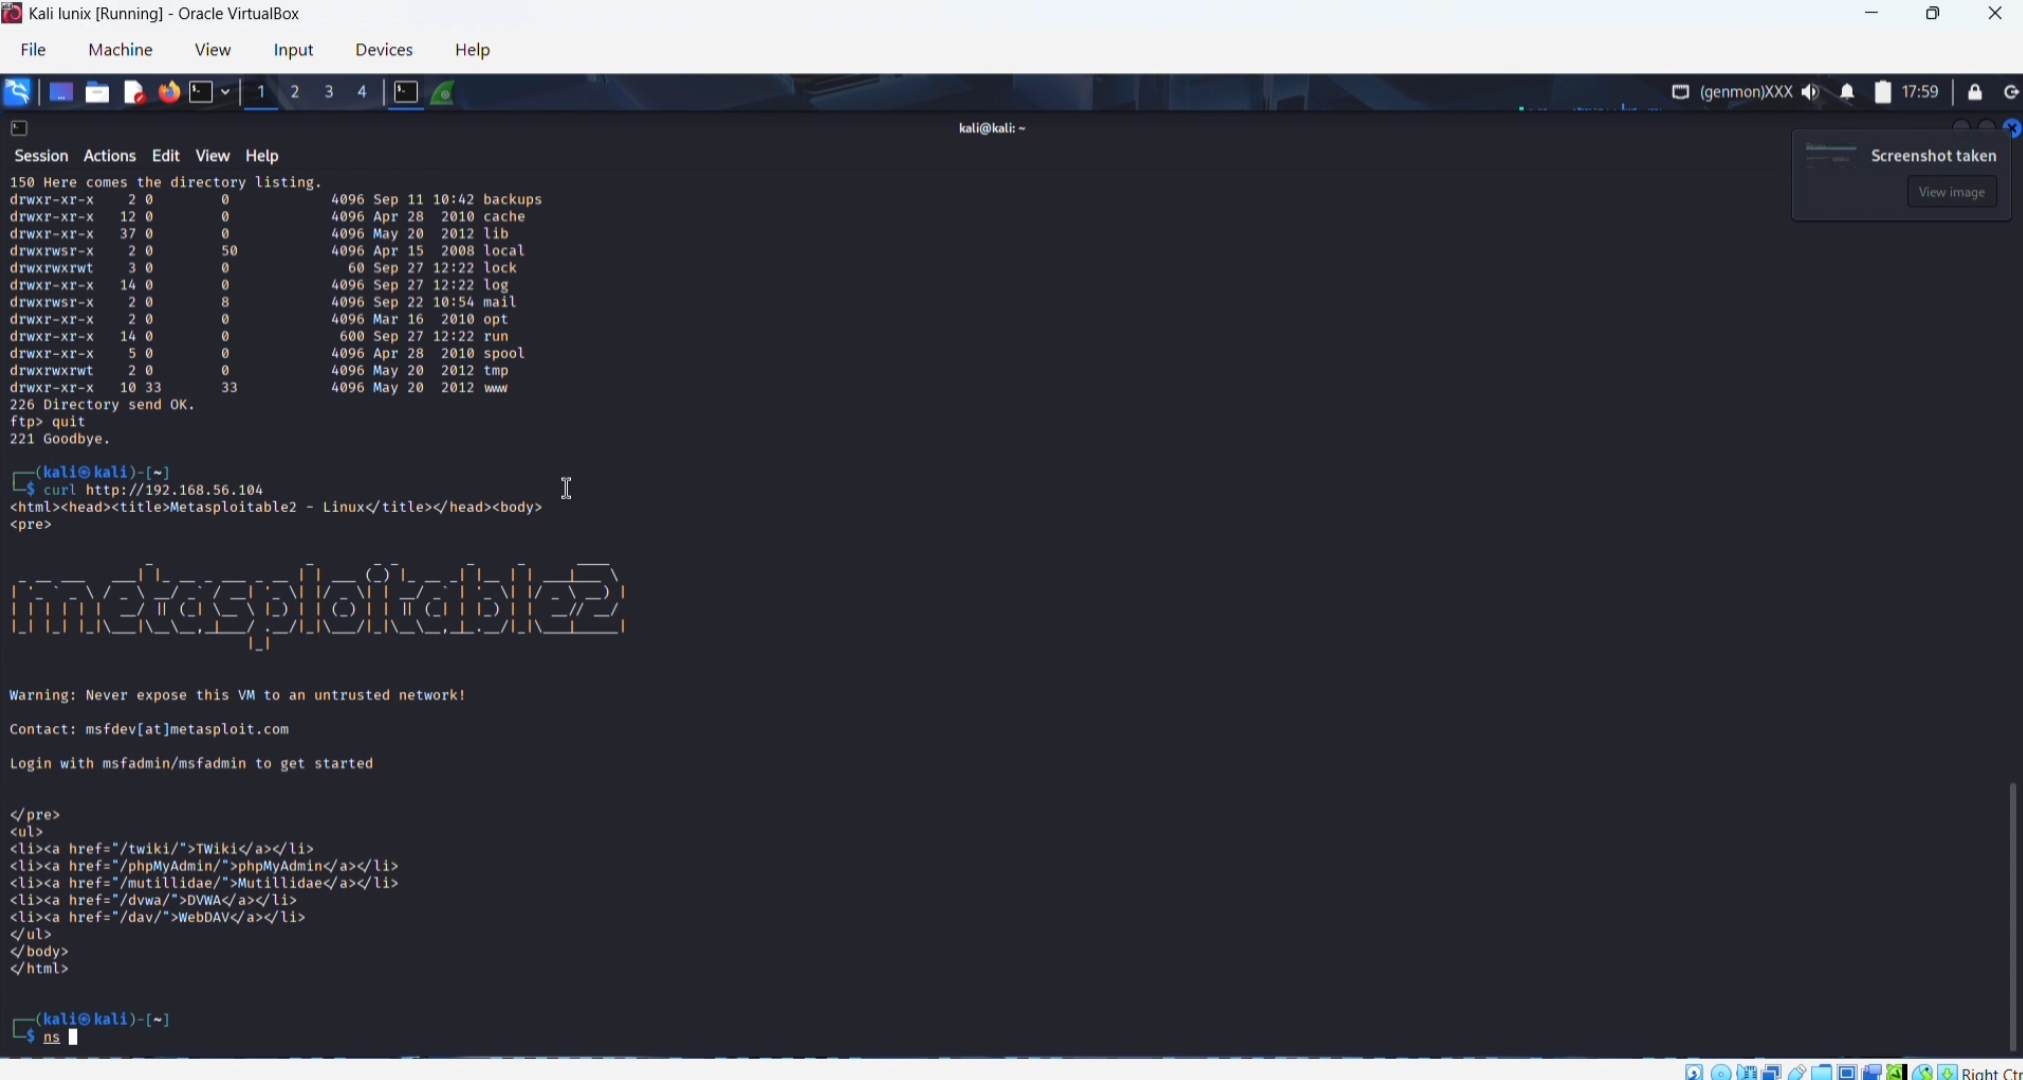 Kali lunix [Running] - Oracle VirtualBox
File Machine View Input Devices Help
1 2 3 4 (genmon)XXX 17:59
kali@kali: ~
Session Actions Edit View Help
Screenshot taken
View image
150 Here comes the directory listing.
drwxr-xr-x 2 0 0 4096 Sep 11 10:42 backups
drwxr-xr-x 12 0 0 4096 Apr 28 2010 cache
drwxr-xr-x 37 0 0 4096 May 20 2012 lib
drwxrwsr-x 2 0 50 4096 Apr 15 2008 local
drwxrwxrwt 3 0 0 60 Sep 27 12:22 lock
drwxr-xr-x 14 0 0 4096 Sep 27 12:22 log
drwxrwsr-x 2 0 8 4096 Sep 22 10:54 mail
drwxr-xr-x 2 0 0 4096 Mar 16 2010 opt
drwxr-xr-x 14 0 0 600 Sep 27 12:22 run
drwxr-xr-x 5 0 0 4096 Apr 28 2010 spool
drwxrwxrwt 2 0 0 4096 May 20 2012 tmp
drwxr-xr-x 10 33 33 4096 May 20 2012 www
226 Directory send OK.
ftp> quit
221 Goodbye.
(kali㉿kali)-[~]
$ curl http://192.168.56.104
<html><head><title>Metasploitable2 - Linux</title></head><body>
<pre>
metasploitable2
Warning: Never expose this VM to an untrusted network!
Contact: msfdev[at]metasploit.com
Login with msfadmin/msfadmin to get started
</pre>
<ul>
<li><a href="/twiki/">TWiki</a></li>
<li><a href="/phpMyAdmin/">phpMyAdmin</a></li>
<li><a href="/mutillidae/">Mutillidae</a></li>
<li><a href="/dvwa/">DVWA</a></li>
<li><a href="/dav/">WebDAV</a></li>
</ul>
</body>
</html>
(kali㉿kali)-[~]
$ ns
Right Ctr